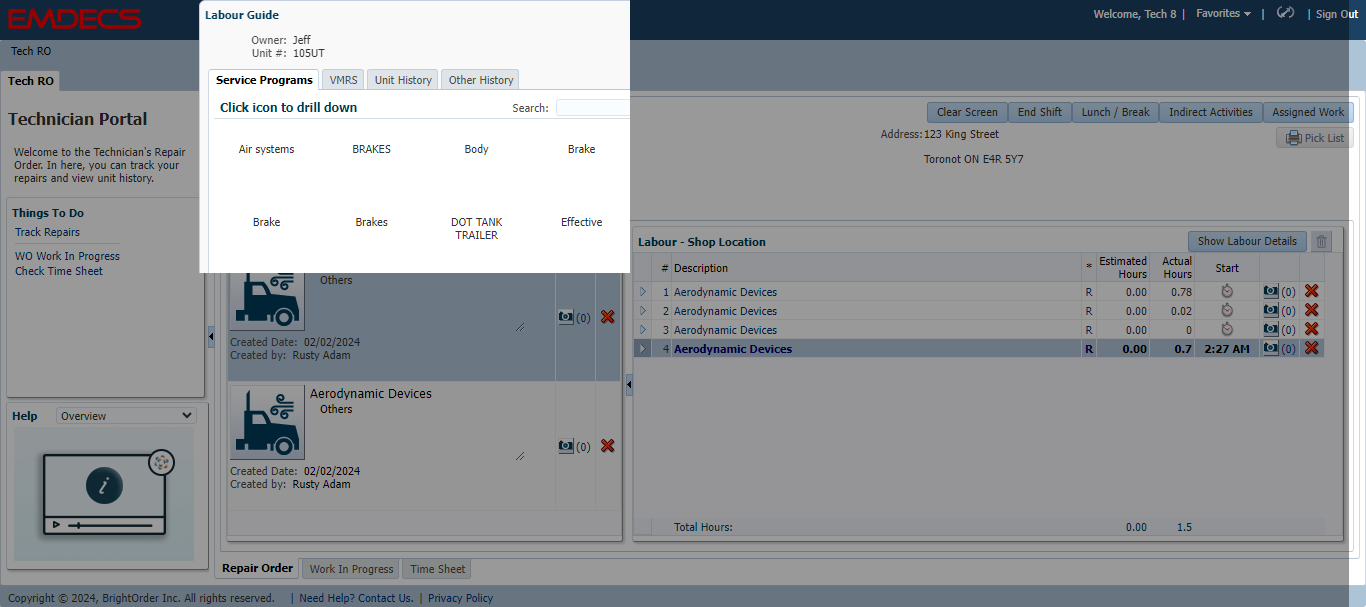 EMDECS
Welcome, Tech 8 | Favorites | | Sign Out
Tech RO
Tech RO
Technician Portal
Welcome to the Technician's Repair
Order. In here, you can track your
repairs and view unit history.
Things To Do
Track Repairs
WO Work In Progress
Check Time Sheet
Help
Overview
Labour Guide
Owner: Jeff
Unit #: 105UT
Service Programs
VMRS
Unit History
Other History
Click icon to drill down
Search:
Air systems
BRAKES
Body
Brake
Brake
Brakes
DOT TANK
TRAILER
Effective
Clear Screen
End Shift
Lunch / Break
Indirect Activities
Assigned Work
Address: 123 King Street
Pick List
Toronot ON E4R 5Y7
Others
(0)
Created Date: 02/02/2024
Created by: Rusty Adam
Aerodynamic Devices
Others
(0)
Created Date: 02/02/2024
Created by: Rusty Adam
Labour - Shop Location
Show Labour Details
# Description * Estimated Hours Actual Hours Start
1 Aerodynamic Devices R 0.00 0.78 (0)
2 Aerodynamic Devices R 0.00 0.02 (0)
3 Aerodynamic Devices R 0.00 0 (0)
4 Aerodynamic Devices R 0.00 0.7 2:27 AM (0)
Total Hours: 0.00 1.5
Repair Order
Work In Progress
Time Sheet
Copyright © 2024, BrightOrder Inc. All rights reserved. | Need Help? Contact Us. | Privacy Policy